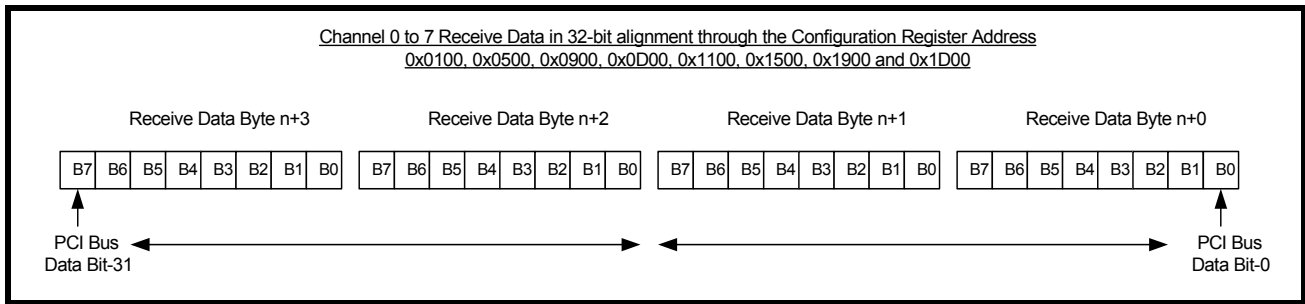 Channel 0 to 7 Receive Data in 32-bit alignment through the Configuration Register Address
0x0100, 0x0500, 0x0900, 0x0D00, 0x1100, 0x1500, 0x1900 and 0x1D00
Receive Data Byte n+3 Receive Data Byte n+2 Receive Data Byte n+1 Receive Data Byte n+0
B7 B6 B5 B4 B3 B2 B1 B0 B7 B6 B5 B4 B3 B2 B1 B0 B7 B6 B5 B4 B3 B2 B1 B0 B7 B6 B5 B4 B3 B2 B1 B0
PCI Bus PCI Bus
Data Bit-31 Data Bit-0